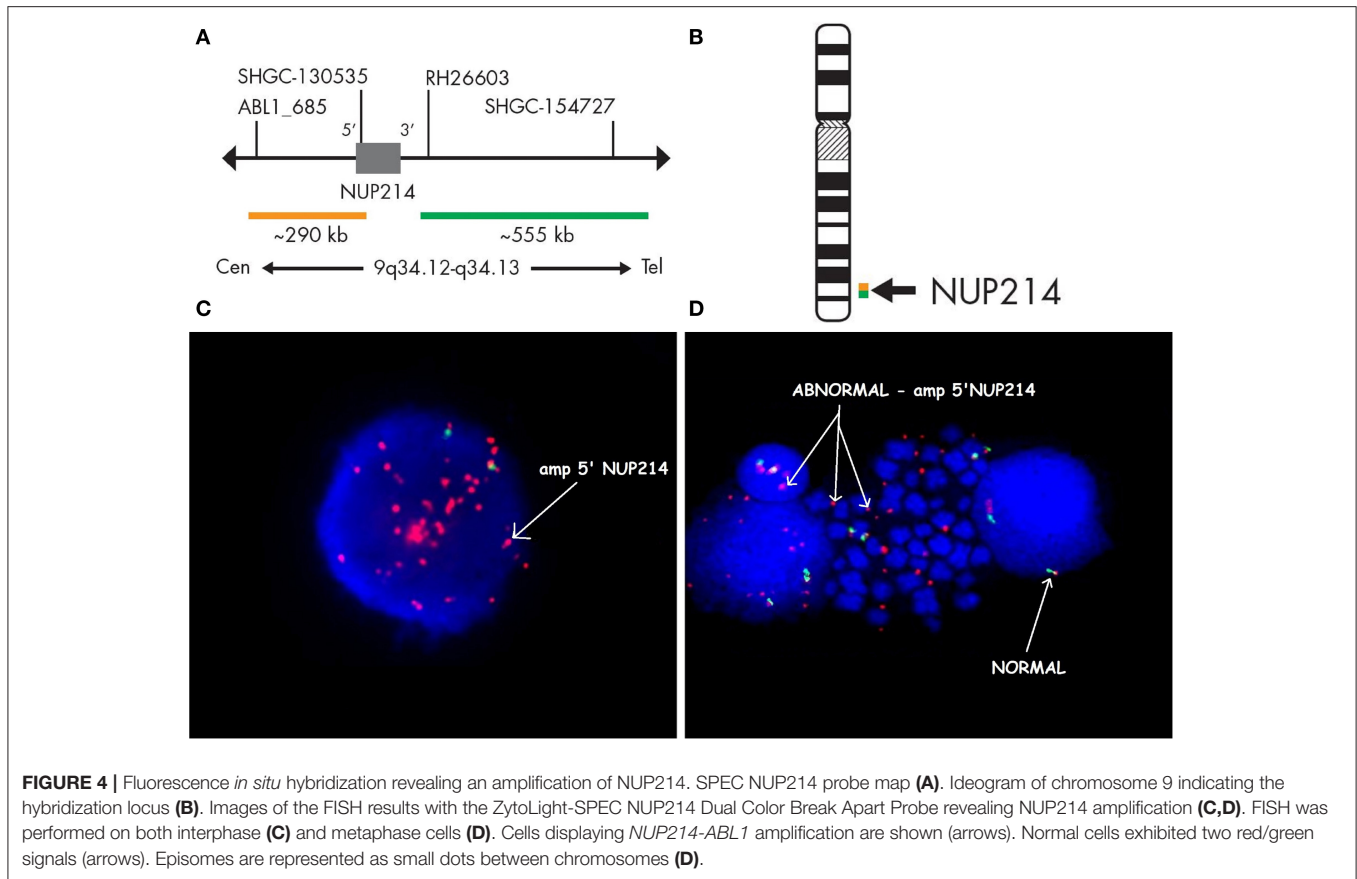 A
SHGC-130535
RH26603
ABL1_685
SHGC-154727
5'
3'
NUP214
~290 kb
~555 kb
Cen
9q34.12-q34.13
Tel
B
NUP214
C
amp 5' NUP214
D
ABNORMAL - amp 5'NUP214
NORMAL
FIGURE 4 | Fluorescence in situ hybridization revealing an amplification of NUP214. SPEC NUP214 probe map (A). Ideogram of chromosome 9 indicating the
hybridization locus (B). Images of the FISH results with the ZytoLight-SPEC NUP214 Dual Color Break Apart Probe revealing NUP214 amplification (C,D). FISH was
performed on both interphase (C) and metaphase cells (D). Cells displaying NUP214-ABL1 amplification are shown (arrows). Normal cells exhibited two red/green
signals (arrows). Episomes are represented as small dots between chromosomes (D).